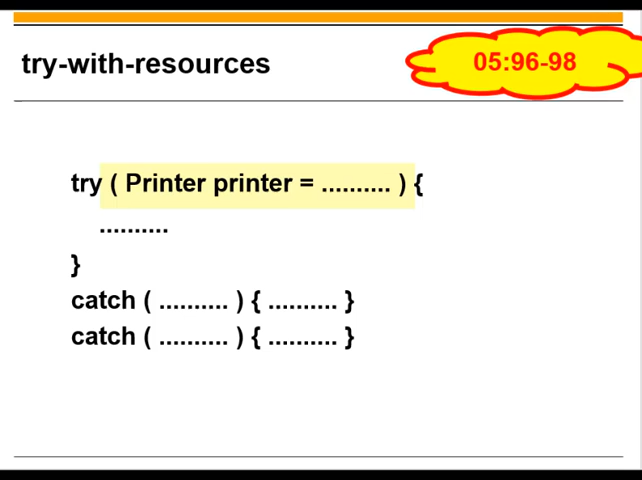 try-with-resources
05:96-98
try ( Printer printer = .......... ) {
..........
}
catch ( .......... ) { .......... }
catch ( .......... ) { .......... }